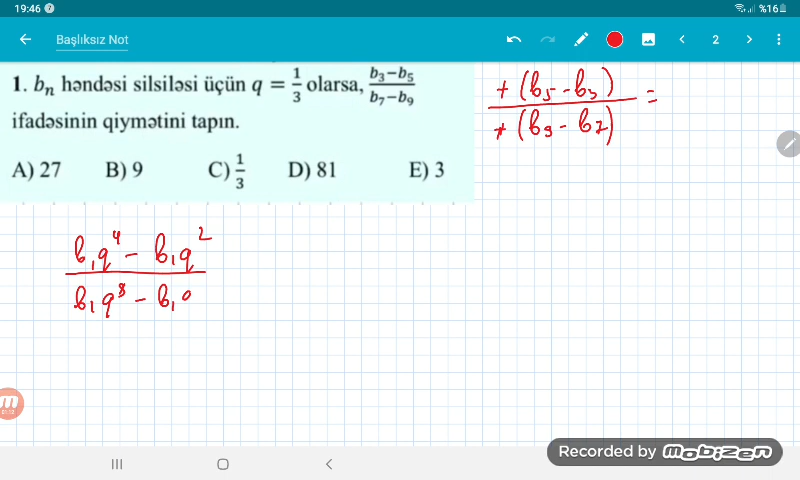 19:46
%16
Başlıksız Not
2
1. bₙ həndəsi silsiləsi üçün q = 1/3 olarsa, (b₃−b₅)/(b₇−b₉)
ifadəsinin qiymətini tapın.
A) 27 B) 9 C) 1/3 D) 81 E) 3
+ (b₅ - b₃)
+ (b₉ - b₇)
=
b₁q⁴ − b₁q²
b₁q⁸ − b₁
Recorded by
mobizen